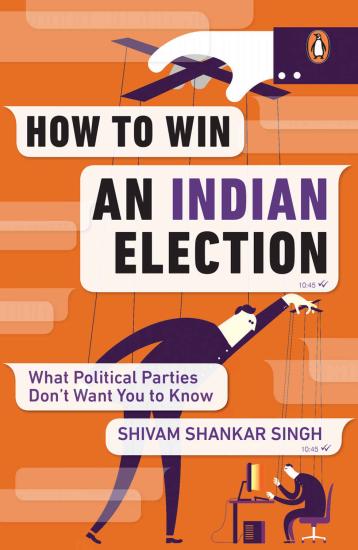 HOW TO WIN
AN INDIAN
ELECTION
10:45
What Political Parties
Don't Want You to Know
SHIVAM SHANKAR SINGH
10:45